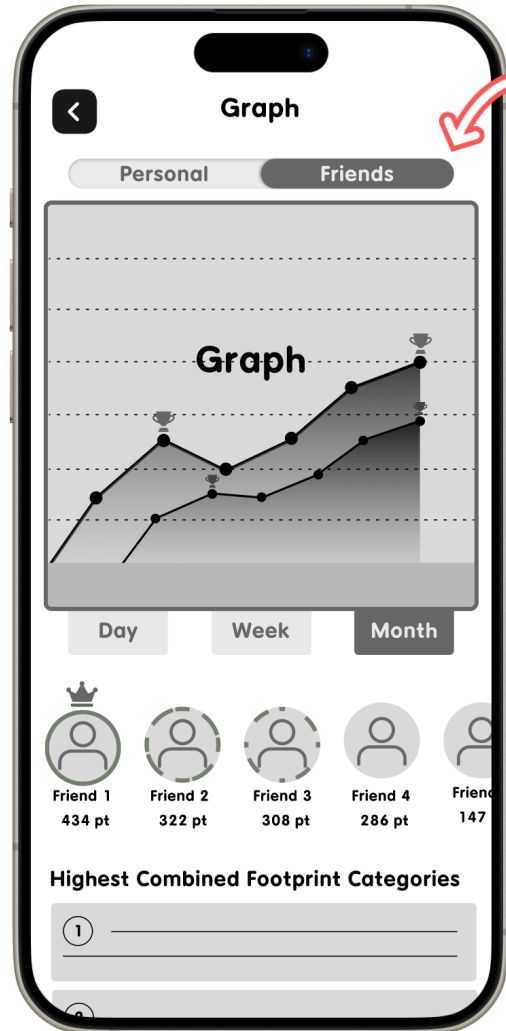 Graph
Personal Friends
Graph
Day Week Month
Friend 1 Friend 2 Friend 3 Friend 4
434 pt 322 pt 308 pt 286 pt 147
Highest Combined Footprint Categories
1